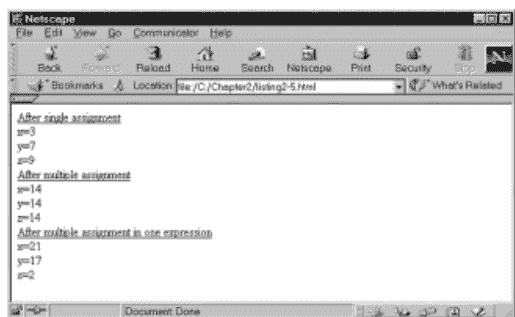 Netscape
File Edit View Go Communicator Help
Back Forward Reload Home Search Netscape Print Security Stop
Bookmarks Location: file:/C:/Chapter2/listing2-5.html What's Related
After single assignment
x=3
y=7
z=9
After multiple assignment
x=14
y=14
z=14
After multiple assignment in one expression
x=21
y=17
z=2
Document Done